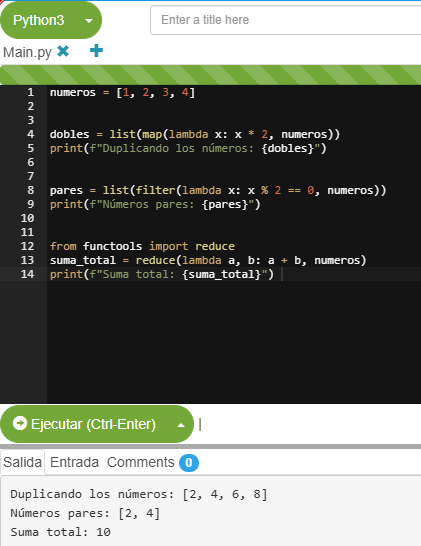 Python3
Enter a title here
Main.py
1 numeros = [1, 2, 3, 4]
2
3
4 dobles = list(map(lambda x: x * 2, numeros))
5 print(f"Duplicando los números: {dobles}")
6
7
8 pares = list(filter(lambda x: x % 2 == 0, numeros))
9 print(f"Números pares: {pares}")
10
11
12 from functools import reduce
13 suma_total = reduce(lambda a, b: a + b, numeros)
14 print(f"Suma total: {suma_total}")
Ejecutar (Ctrl-Enter)
Salida Entrada Comments 0
Duplicando los números: [2, 4, 6, 8]
Números pares: [2, 4]
Suma total: 10